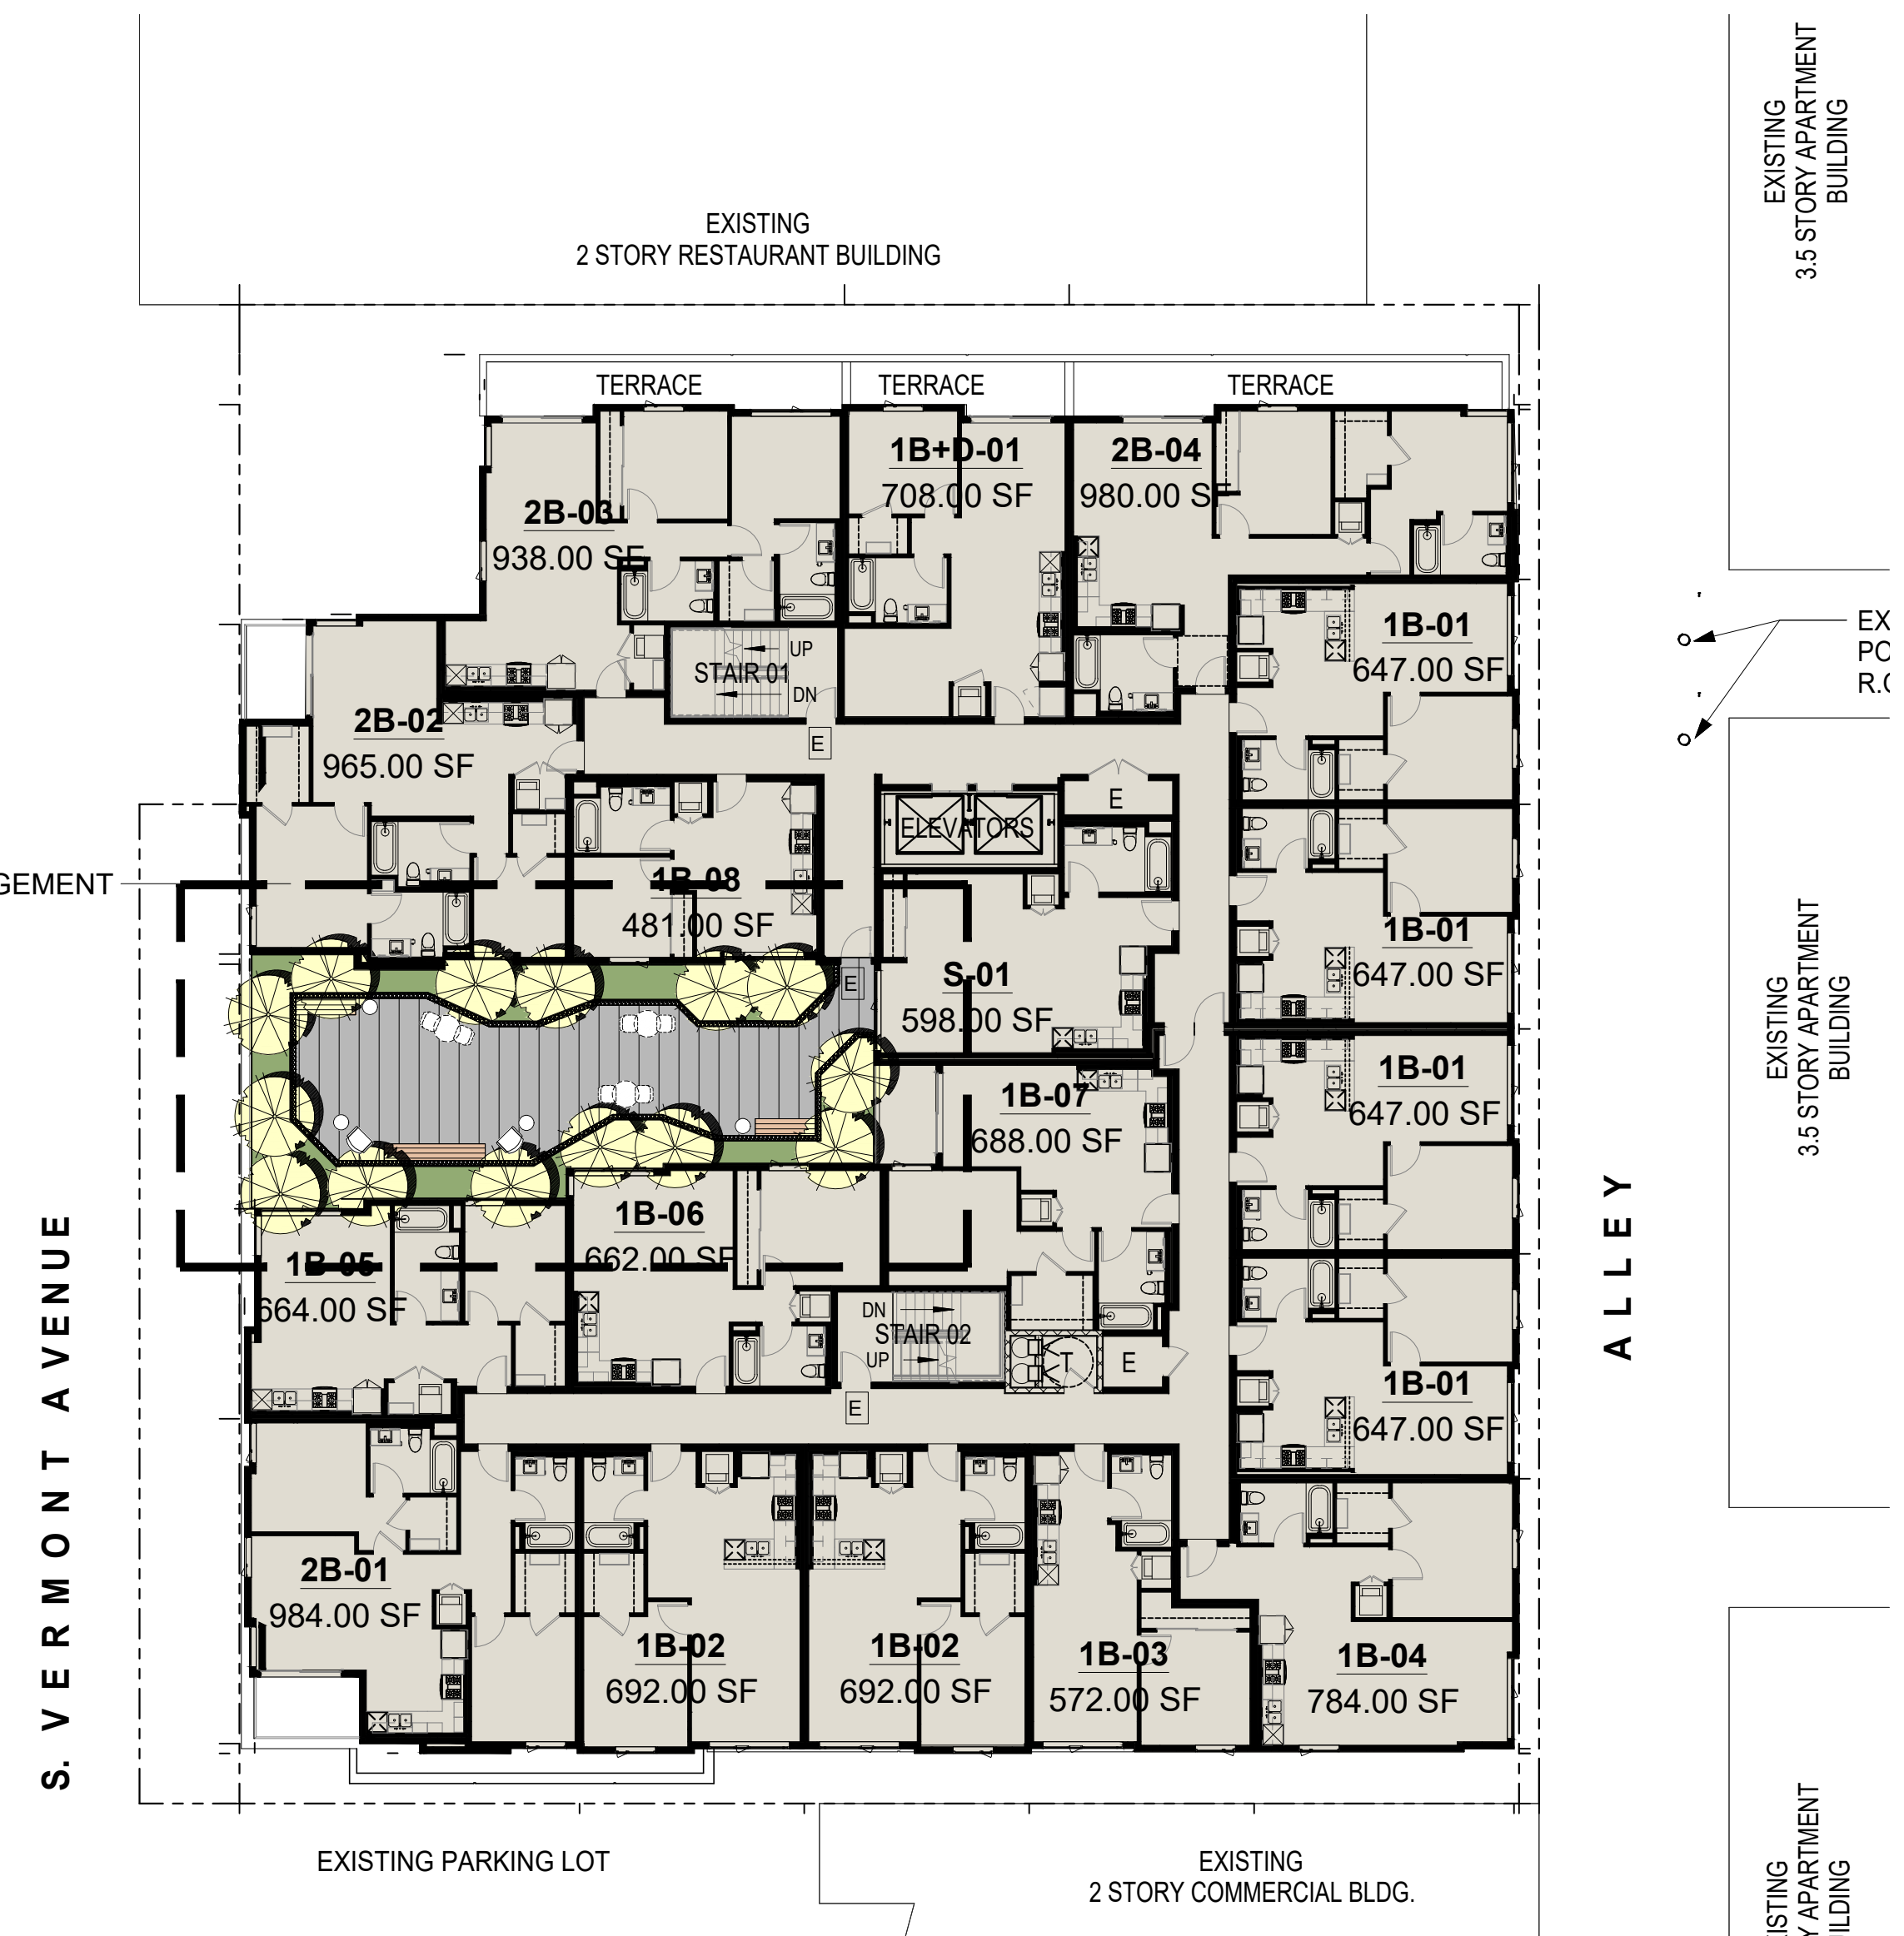 EXISTING
3.5 STORY APARTMENT
BUILDING
EXISTING
2 STORY RESTAURANT BUILDING
TERRACE
TERRACE
TERRACE
1B+D-01
708.00 SF
2B-04
980.00 SF
2B-03
938.00 SF
1B-01
647.00 SF
EX
PO
R.
UP
STAIR 01
DN
2B-02
965.00 SF
E
E
ELEVATORS
GEMENT
1B-08
481.00 SF
1B-01
647.00 SF
E
S-01
598.00 SF
EXISTING
3.5 STORY APARTMENT
BUILDING
1B-07
688.00 SF
1B-01
647.00 SF
1B-06
662.00 SF
1B-05
664.00 SF
DN
STAIR 02
UP
T
E
E
1B-01
647.00 SF
S. VERMONT AVENUE
ALLEY
2B-01
984.00 SF
1B-02
692.00 SF
1B-02
692.00 SF
1B-03
572.00 SF
1B-04
784.00 SF
EXISTING PARKING LOT
EXISTING
2 STORY COMMERCIAL BLDG.
ISTING
Y APARTMENT
UILDING